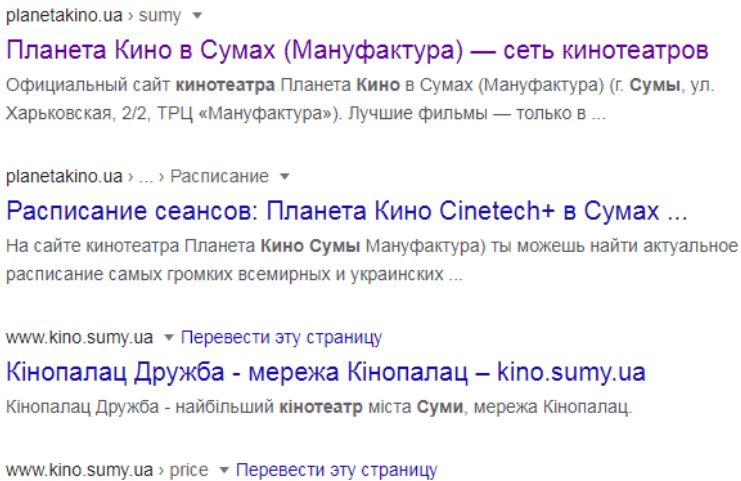 planetakino.ua › sumy
Планета Кино в Сумах (Мануфактура) — сеть кинотеатров
Официальный сайт кинотеатра Планета Кино в Сумах (Мануфактура) (г. Сумы, ул.
Харьковская, 2/2, ТРЦ «Мануфактура»). Лучшие фильмы — только в ...
planetakino.ua › ... › Расписание
Расписание сеансов: Планета Кино Cinetech+ в Сумах ...
На сайте кинотеатра Планета Кино Сумы Мануфактура) ты можешь найти актуальное
расписание самых громких всемирных и украинских ...
www.kino.sumy.ua Перевести эту страницу
Кінопалац Дружба - мережа Кінопалац – kino.sumy.ua
Кінопалац Дружба - найбільший кінотеатр міста Суми, мережа Кінопалац.
www.kino.sumy.ua › price Перевести эту страницу